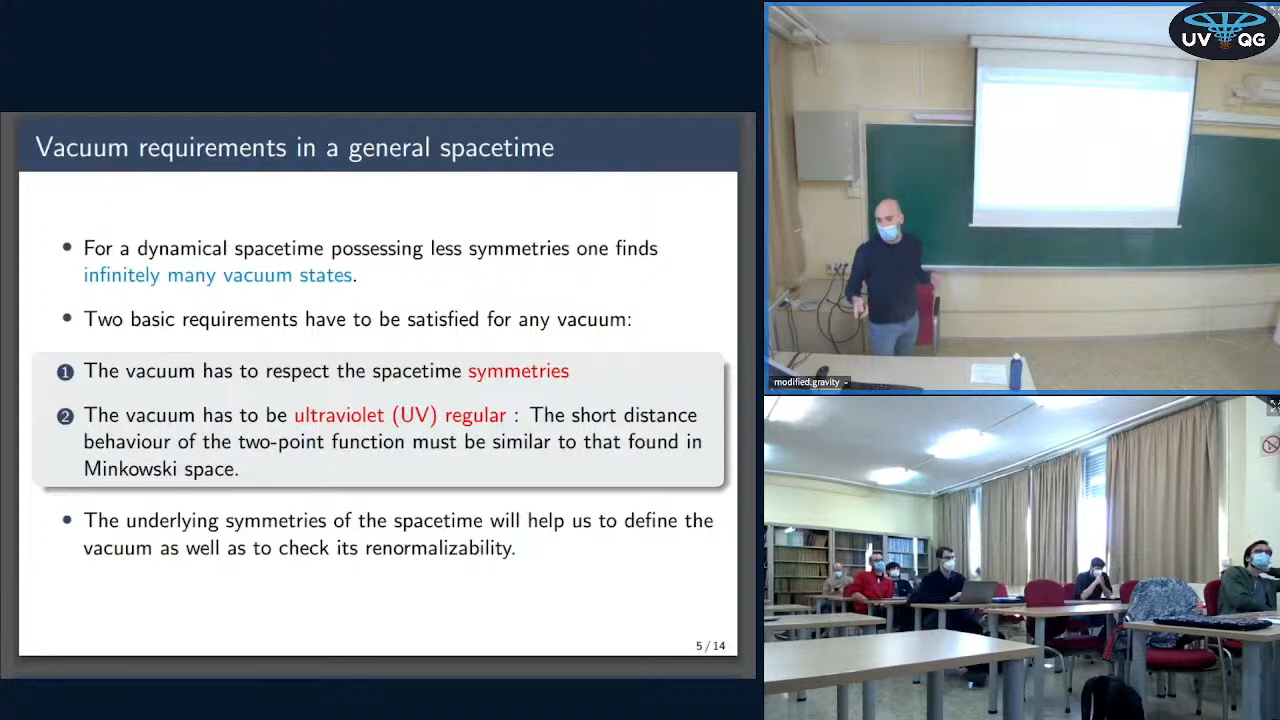 Vacuum requirements in a general spacetime
• For a dynamical spacetime possessing less symmetries one finds
infinitely many vacuum states.
• Two basic requirements have to be satisfied for any vacuum:
1 The vacuum has to respect the spacetime symmetries
2 The vacuum has to be ultraviolet (UV) regular : The short distance
behaviour of the two-point function must be similar to that found in
Minkowski space.
• The underlying symmetries of the spacetime will help us to define the
vacuum as well as to check its renormalizability.
5 / 14
UV QG
modified.gravity